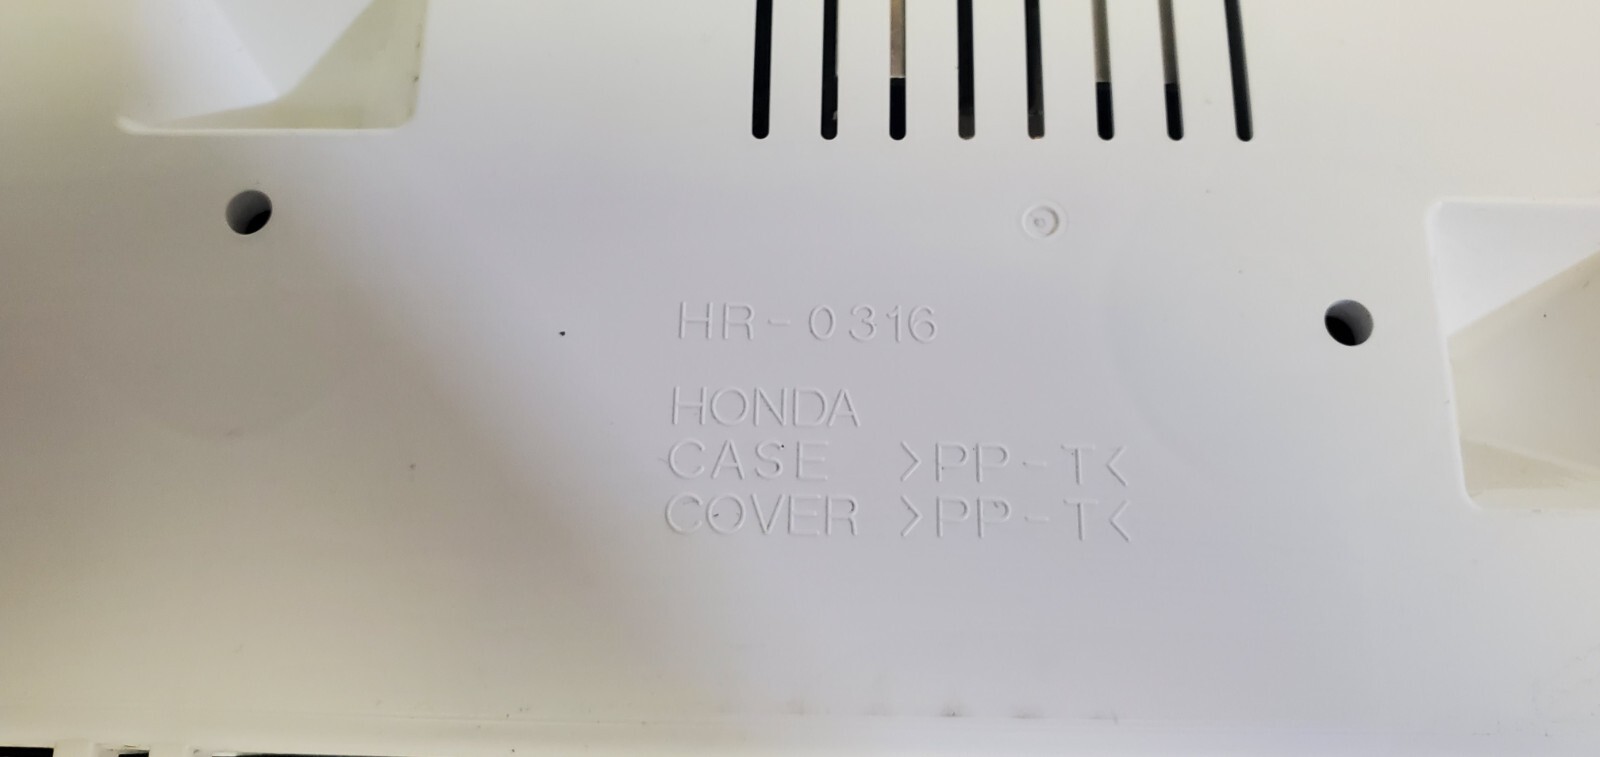 HR-0316
HONDA
CASE >PP-T<
COVER >PP-T<